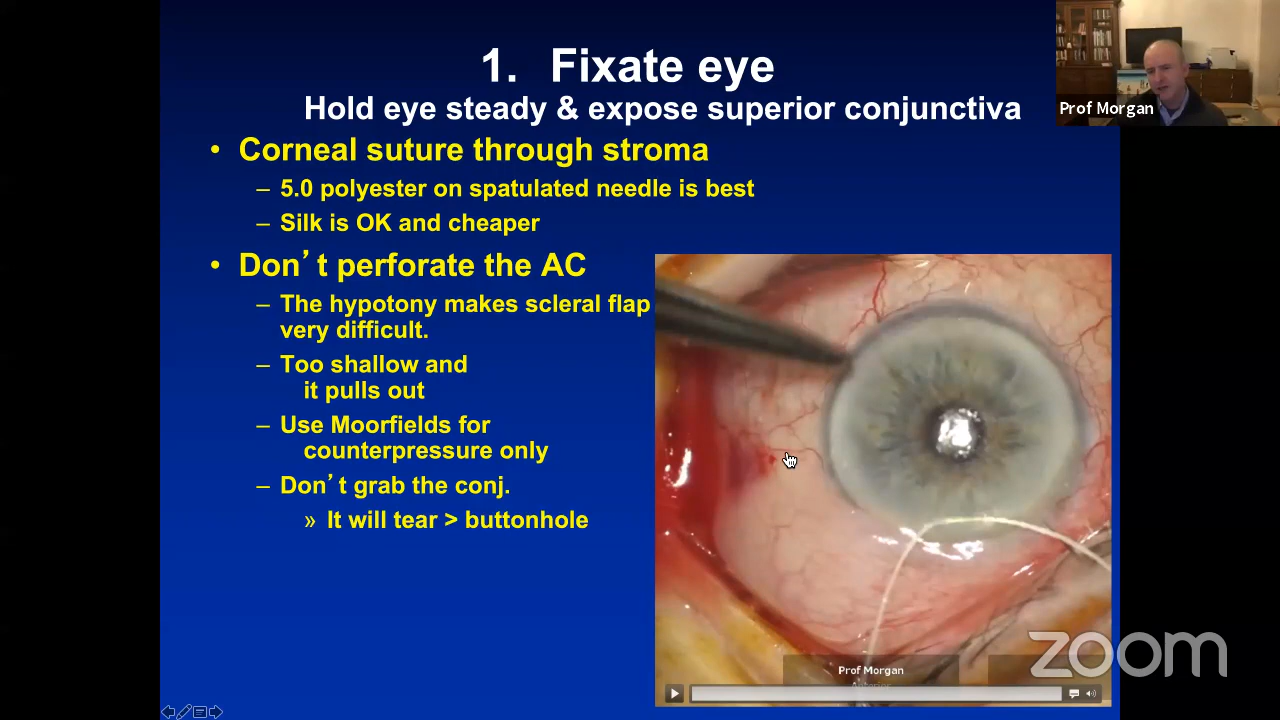 1. Fixate eye
Hold eye steady & expose superior conjunctiva
• Corneal suture through stroma
– 5.0 polyester on spatulated needle is best
– Silk is OK and cheaper
• Don’t perforate the AC
– The hypotony makes scleral flap
very difficult.
– Too shallow and
it pulls out
– Use Moorfields for
counterpressure only
– Don’t grab the conj.
» It will tear > buttonhole
Prof Morgan
Prof Morgan
zoom